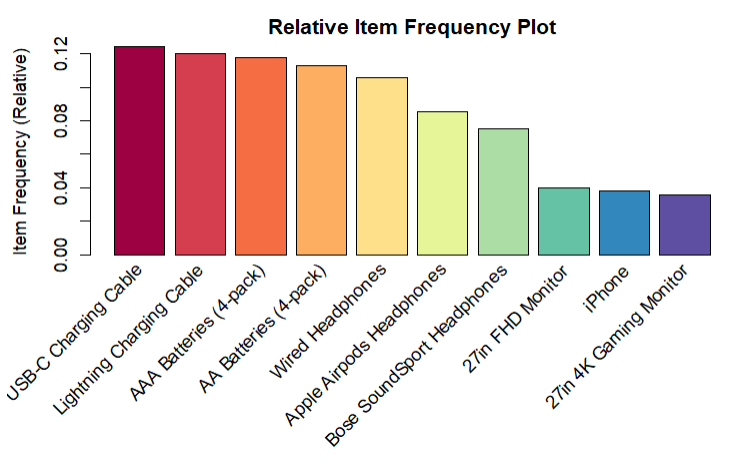 Relative Item Frequency Plot
Item Frequency (Relative)
0.12
0.08
0.04
0.00
USB-C Charging Cable
Lightning Charging Cable
AAA Batteries (4-pack)
AA Batteries (4-pack)
Wired Headphones
Apple Airpods Headphones
Bose SoundSport Headphones
27in FHD Monitor
iPhone
27in 4K Gaming Monitor